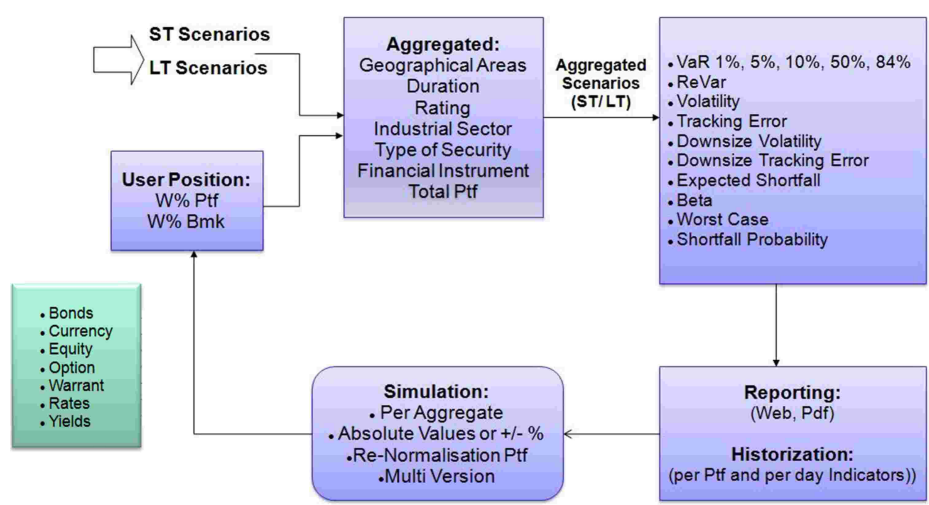 ST Scenarios
LT Scenarios
Aggregated:
Geographical Areas
Duration
Rating
Industrial Sector
Type of Security
Financial Instrument
Total Ptf
Aggregated
Scenarios
(ST/ LT)
• VaR 1%, 5%, 10%, 50%, 84%
• ReVar
• Volatility
• Tracking Error
• Downsize Volatility
• Downsize Tracking Error
• Expected Shortfall
• Beta
• Worst Case
• Shortfall Probability
User Position:
W% Ptf
W% Bmk
• Bonds
• Currency
• Equity
• Option
• Warrant
• Rates
• Yields
Simulation:
• Per Aggregate
• Absolute Values or +/- %
•Re-Normalisation Ptf
•Multi Version
Reporting:
(Web, Pdf)
Historization:
(per Ptf and per day Indicators))